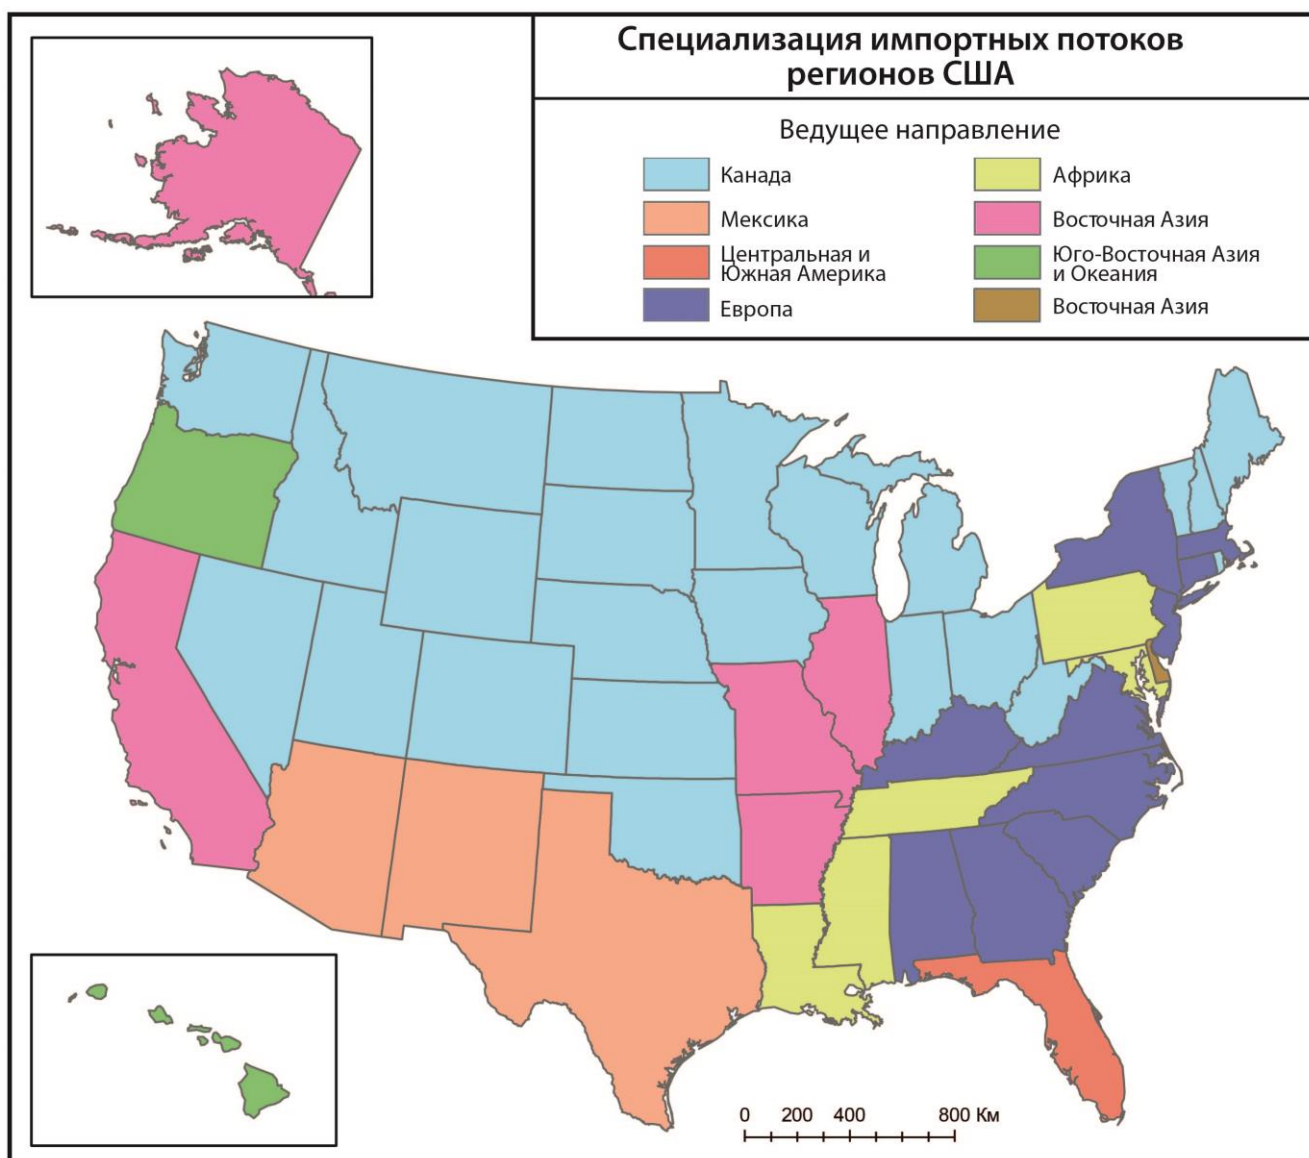 Специализация импортных потоков
регионов США
Ведущее направление
Канада
Мексика
Центральная и
Южная Америка
Европа
Африка
Восточная Азия
Юго-Восточная Азия
и Океания
Восточная Азия
0 200 400 800 Км